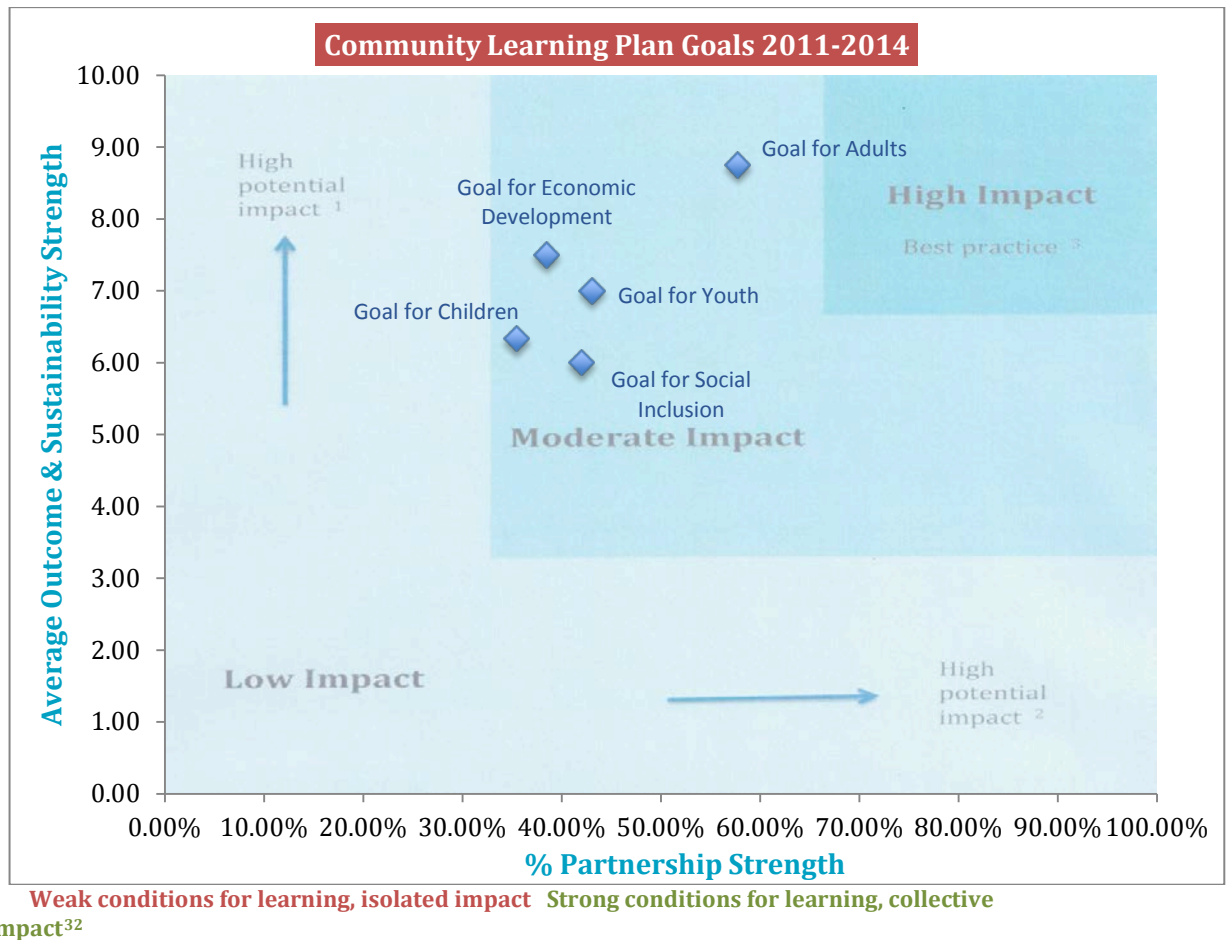 Community Learning Plan Goals 2011-2014
Average Outcome & Sustainability Strength
10.00
9.00
8.00
7.00
6.00
5.00
4.00
3.00
2.00
1.00
0.00
High
potential
impact 1
Goal for Adults
Goal for Economic
Development
High Impact
Best practice 3
Goal for Youth
Goal for Children
Goal for Social
Inclusion
Moderate Impact
Low Impact
High
potential
impact 2
0.00% 10.00% 20.00% 30.00% 40.00% 50.00% 60.00% 70.00% 80.00% 90.00% 100.00%
% Partnership Strength
Weak conditions for learning, isolated impact Strong conditions for learning, collective
mpact32